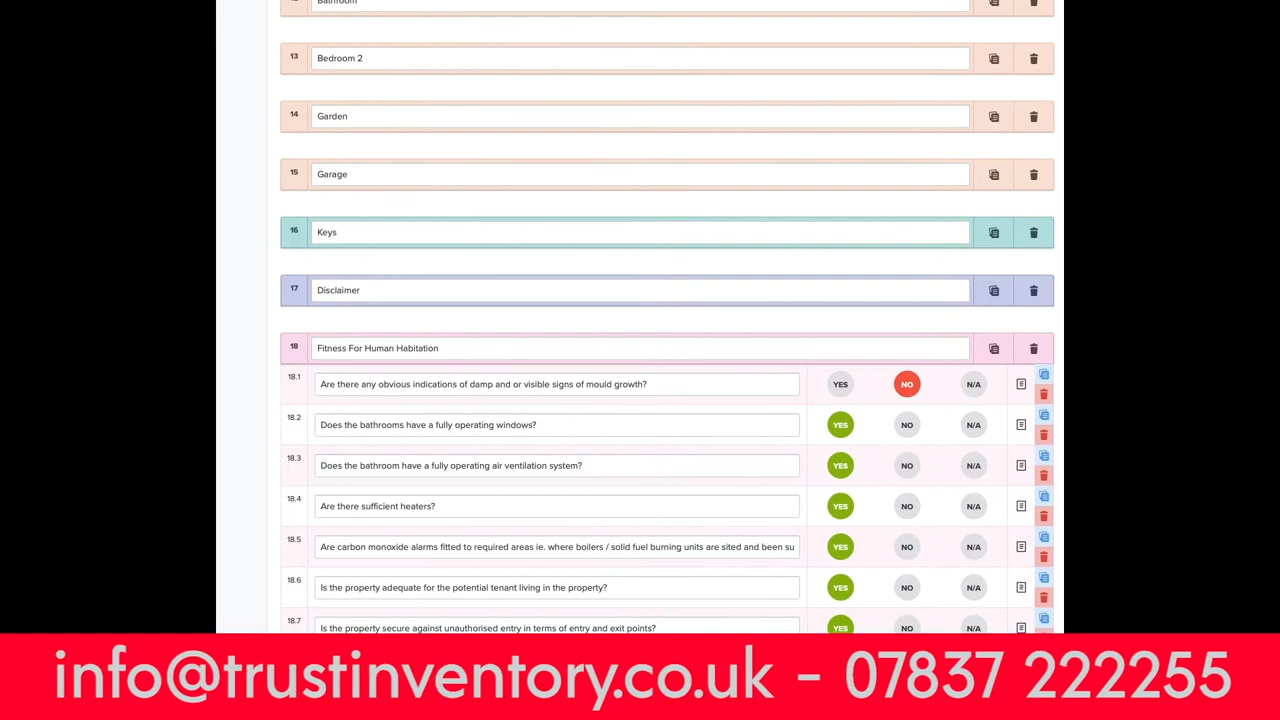 Bathroom
13 Bedroom 2
14 Garden
15 Garage
16 Keys
17 Disclaimer
18 Fitness For Human Habitation
18.1 Are there any obvious indications of damp and or visible signs of mould growth? YES NO N/A
18.2 Does the bathrooms have a fully operating windows? YES NO N/A
18.3 Does the bathroom have a fully operating air ventilation system? YES NO N/A
18.4 Are there sufficient heaters? YES NO N/A
18.5 Are carbon monoxide alarms fitted to required areas ie. where boilers / solid fuel burning units are sited and been su YES NO N/A
18.6 Is the property adequate for the potential tenant living in the property? YES NO N/A
18.7 Is the property secure against unauthorised entry in terms of entry and exit points? YES NO N/A
info@trustinventory.co.uk - 07837 222255